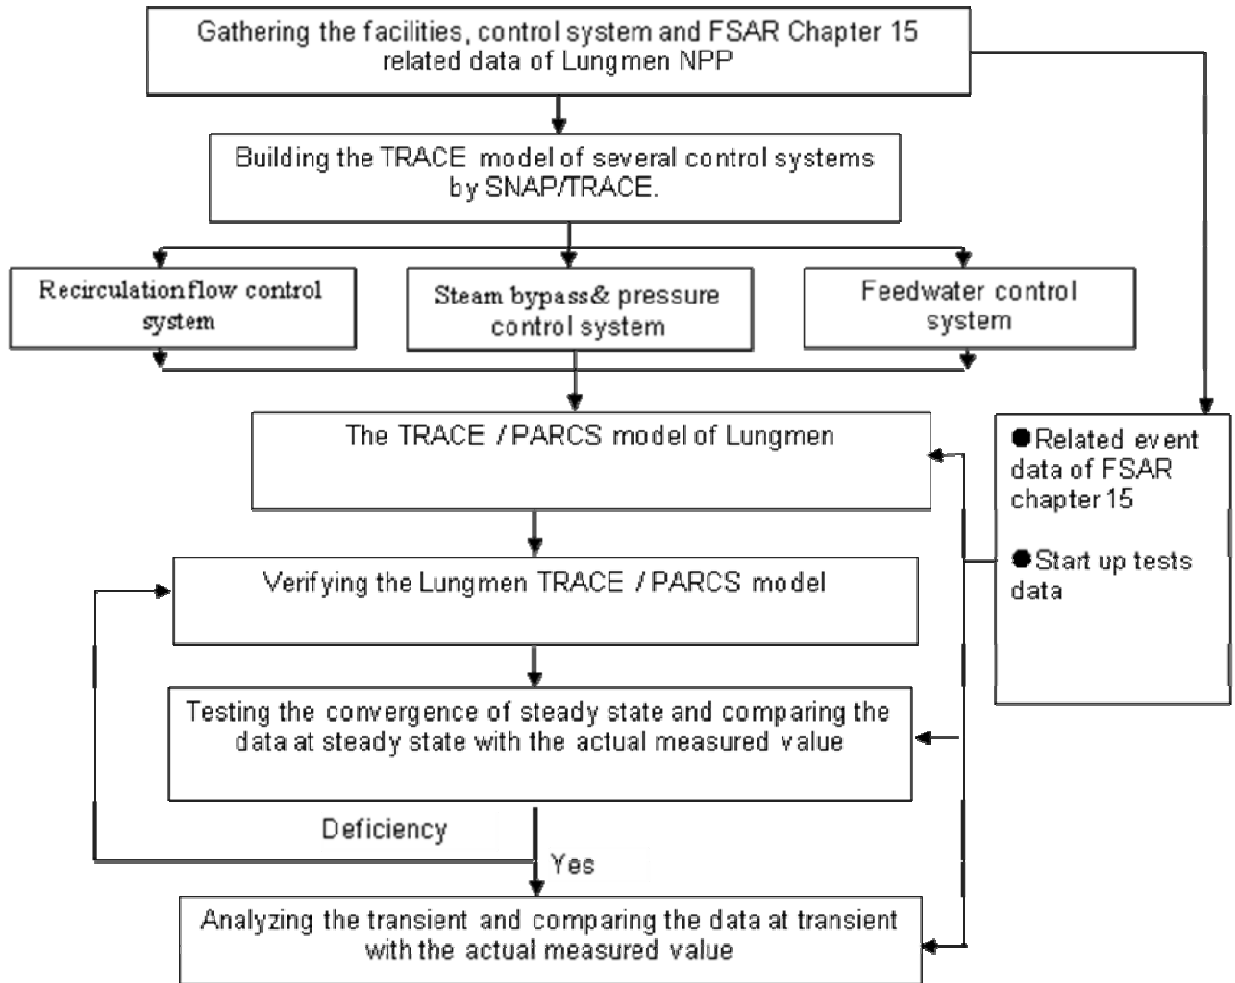 Gathering the facilities, control system and FSAR Chapter 15
related data of Lungmen NPP
Building the TRACE model of several control systems
by SNAP/TRACE.
Recirculation flow control
system
Steam bypass & pressure
control system
Feedwater control
system
The TRACE / PARCS model of Lungmen
●Related event
data of FSAR
chapter 15
●Start up tests
data
Verifying the Lungmen TRACE / PARCS model
Testing the convergence of steady state and comparing the
data at steady state with the actual measured value
Deficiency
Yes
Analyzing the transient and comparing the data at transient
with the actual measured value